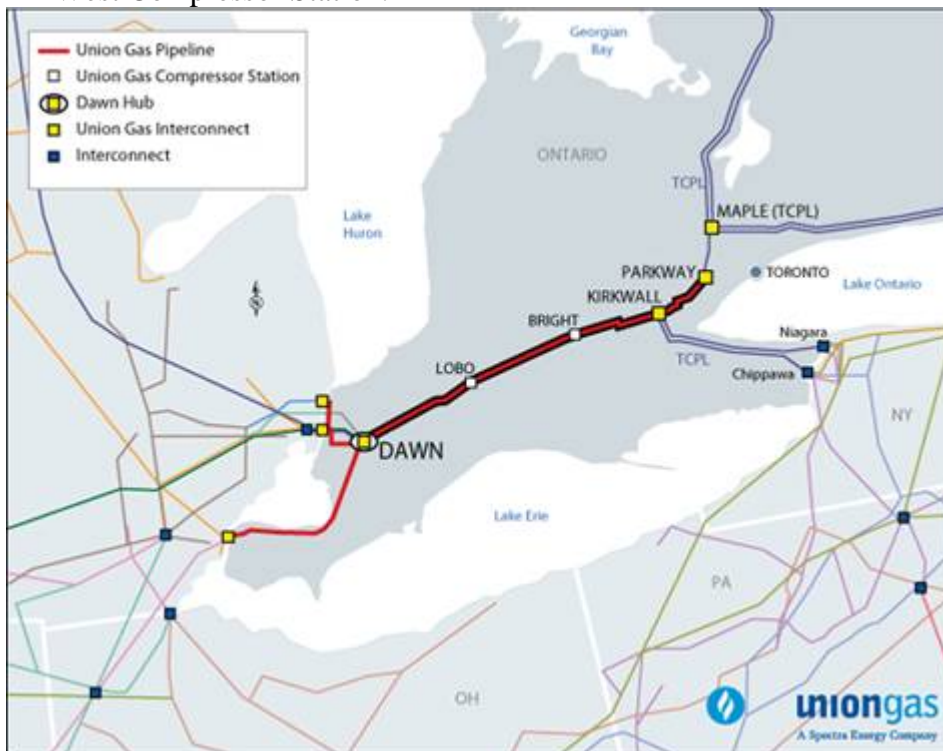 West Compressor Station.
Union Gas Pipeline
Union Gas Compressor Station
Dawn Hub
Union Gas Interconnect
Interconnect
Georgian
Bay
ONTARIO
TCPL
Lake
Huron
MAPLE (TCPL)
PARKWAY
TORONTO
KIRKWALL
Lake Ontario
BRIGHT
Niagara
TCPL
LOBO
Chippawa
N
NY
DAWN
Lake Erie
PA
OH
uniongas
A Spectra Energy Company